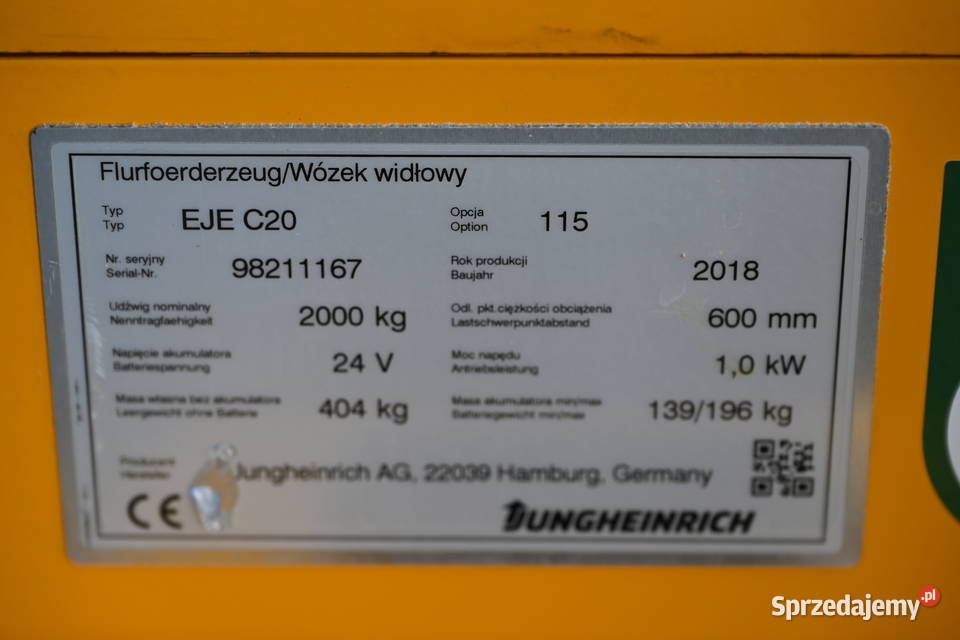 Flurfoerderzeug/Wózek widłowy
Typ
Typ
EJE C20
Opcja
Option
115
Nr. seryjny
Serial-Nr.
98211167
Rok produkcji
Baujahr
2018
Udźwig nominalny
Nenntragfaehigkeit
2000 kg
Odl. pkt.ciężkości obciążenia
Lastschwerpunktabstand
600 mm
Napięcie akumulatora
Batteriespannung
24 V
Moc napędu
Antriebsleistung
1,0 kW
Masa własna bez akumulatora
Leergewicht ohne Batterie
404 kg
Masa akumulatora min/max
Batteriegewicht min/max
139/196 kg
Producent
Hersteller
Jungheinrich AG, 22039 Hamburg, Germany
CE
JUNGHEINRICH
Sprzedajemy.pl